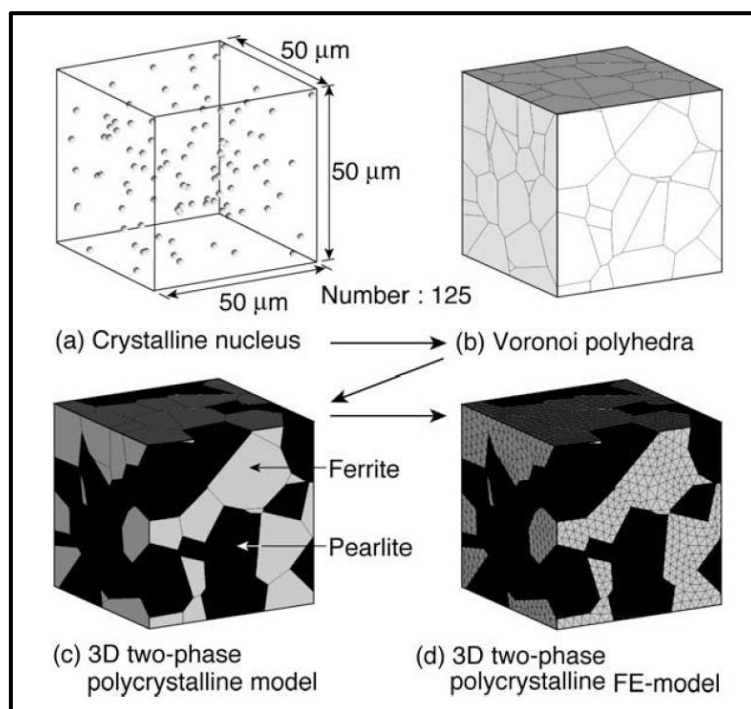 50 μm
50 μm
50 μm
Number : 125
(a) Crystalline nucleus
(b) Voronoi polyhedra
Ferrite
Pearlite
(c) 3D two-phase
polycrystalline model
(d) 3D two-phase
polycrystalline FE-model